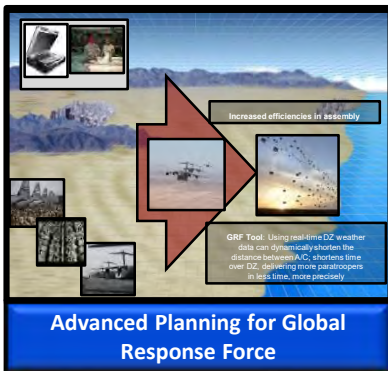 Increased efficiencies in assembly
GRF Tool: Using real-time DZ weather
data can dynamically shorten the
distance between A/C; shortens time
over DZ, delivering more paratroopers
in less time, more precisely
Advanced Planning for Global
Response Force